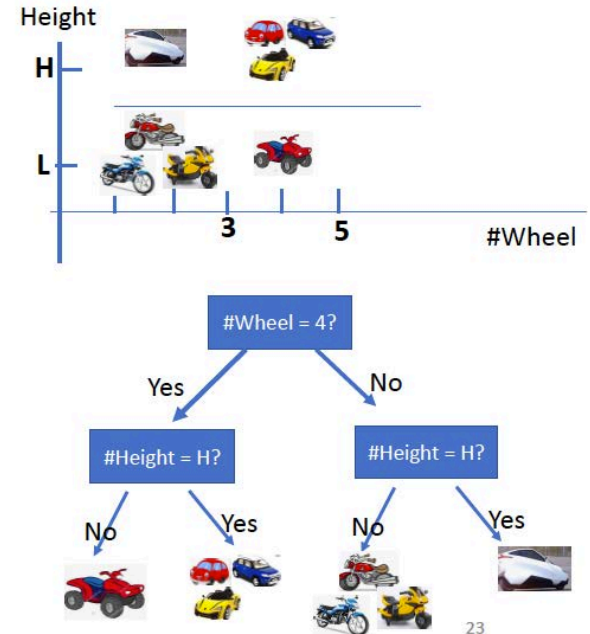 Height
H
L
3
5
#Wheel
#Wheel = 4?
Yes
No
#Height = H?
#Height = H?
No
Yes
No
Yes
23